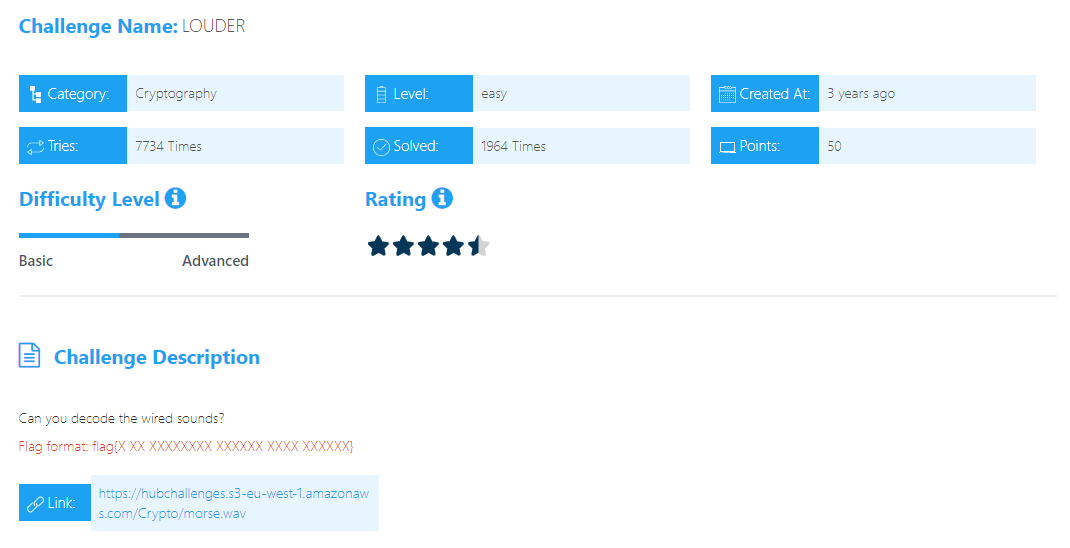 Challenge Name: LOUDER
Category: Cryptography Level: easy Created At: 3 years ago
Tries: 7734 Times Solved: 1964 Times Points: 50
Difficulty Level Rating
Basic Advanced
Challenge Description
Can you decode the wired sounds?
Flag format: flag{X XX XXXXXXXX XXXXXX XXXX XXXXXX}
Link: https://hubchallenges.s3-eu-west-1.amazonaw
s.com/Crypto/morse.wav